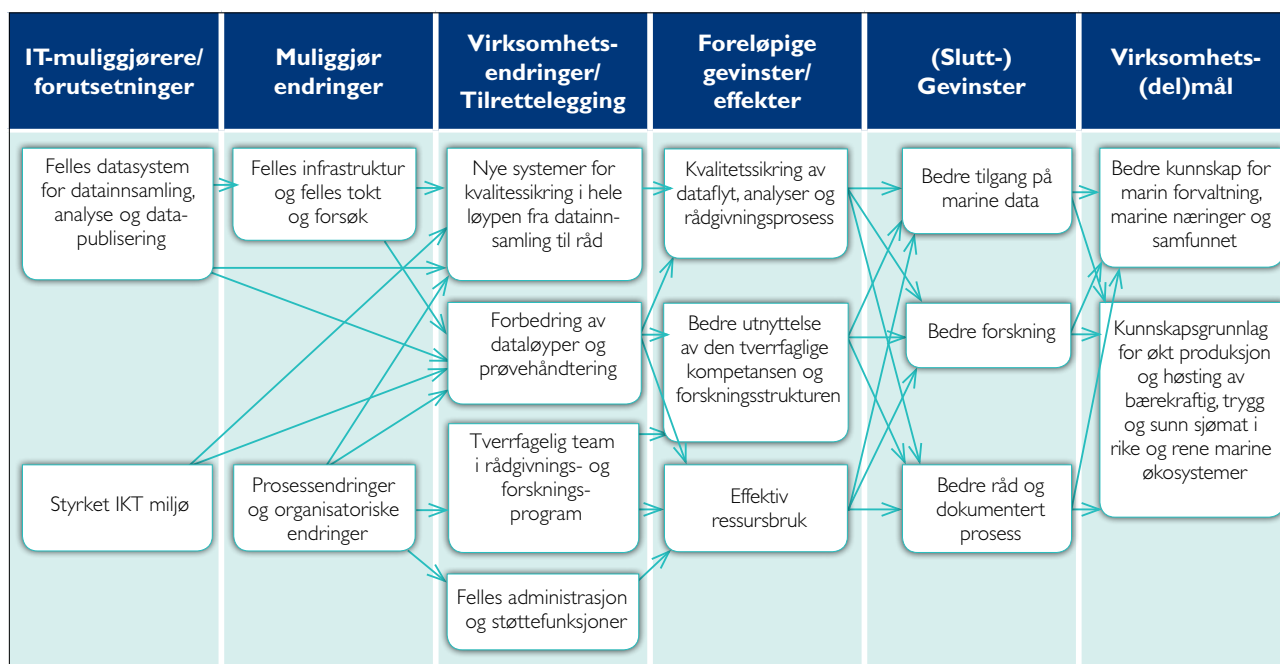 IT-muliggjørere/
forutsetninger
Muliggjør
endringer
Virksomhets-
endringer/
Tilrettelegging
Foreløpige
gevinster/
effekter
(Slutt-)
Gevinster
Virksomhets-
(del)mål
Felles datasystem
for datainnsamling,
analyse og data-
publisering
Styrket IKT miljø
Felles infrastruktur
og felles tokt
og forsøk
Prosessendringer
og organisatoriske
endringer
Nye systemer for
kvalitessikring i hele
løypen fra datainn-
samling til råd
Forbedring av
dataløyper og
prøvehåndtering
Tverrfagelig team
i rådgivnings- og
forsknings-
program
Felles administrasjon
og støttefunksjoner
Kvalitetssikring av
dataflyt, analyser og
rådgivningsprosess
Bedre utnyttelse
av den tverrfaglige
kompetansen og
forskningsstrukturen
Effektiv
ressursbruk
Bedre tilgang på
marine data
Bedre forskning
Bedre råd og
dokumentert
prosess
Bedre kunnskap for
marin forvaltning,
marine næringer og
samfunnet
Kunnskapsgrunnlag
for økt produksjon
og høsting av
bærekraftig, trygg
og sunn sjømat i
rike og rene marine
økosystemer